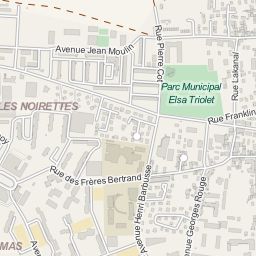 Avenue Jean Moulin
Rue Pierre Cot
Rue Lakanal
Parc Municipal
Elsa Triolet
LES NOIRETTES
Rue Franklin
Rue des Frères Bertrand
Avenue Henri Barbusse
Avenue Georges Rouge
MAS